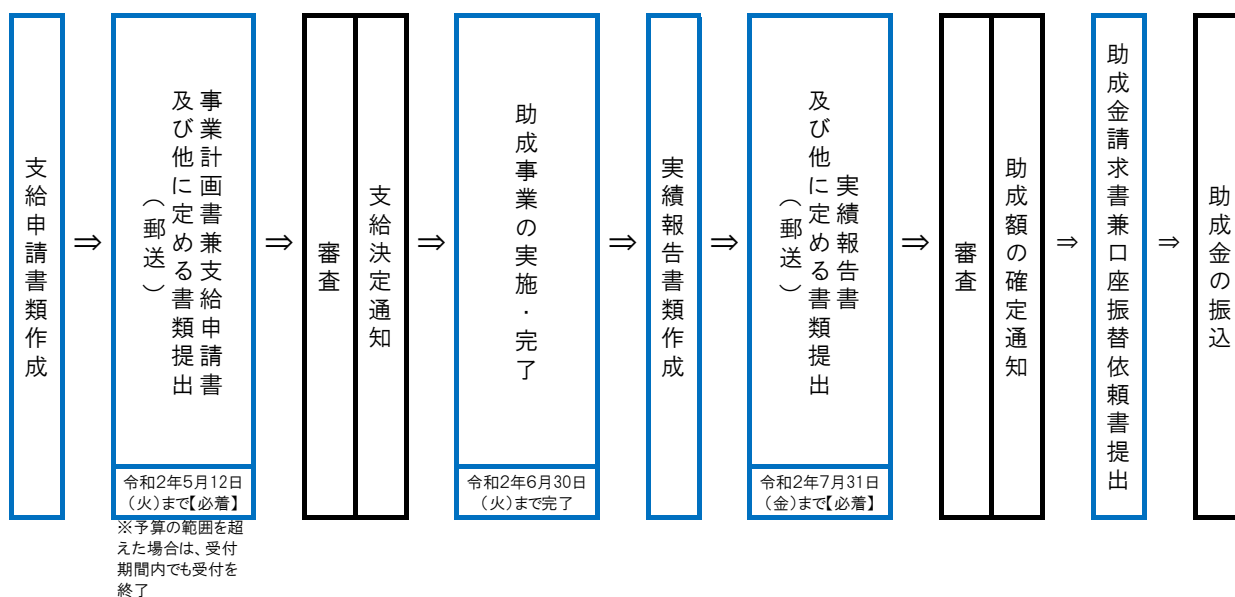 支給申請書類作成
⇒
事業計画書兼支給申請書
及び他に定める書類提出
（郵送）
令和2年5月12日
（火）まで【必着】
※予算の範囲を超
えた場合は、受付
期間内でも受付を
終了
⇒
審査
支給決定通知
⇒
助成事業の実施・完了
令和2年6月30日
（火）まで完了
⇒
実績報告書類作成
⇒
実績報告書
及び他に定める書類提出
（郵送）
令和2年7月31日
（金）まで【必着】
⇒
審査
助成額の確定通知
⇒
助成金請求書兼口座振替依頼書提出
⇒
助成金の振込